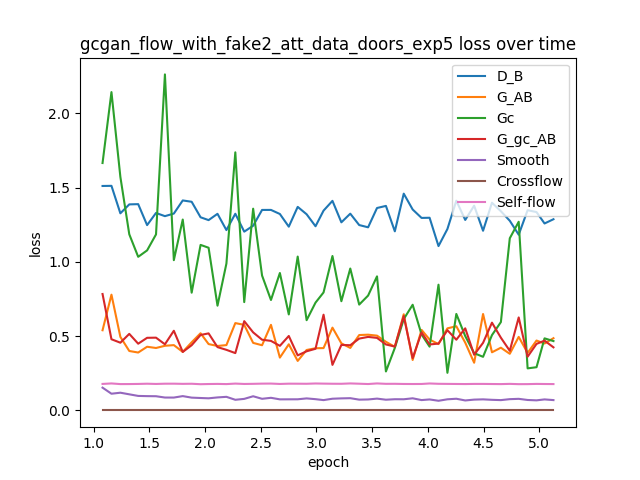 gcgan_flow_with_fake2_att_data_doors_exp5 loss over time
D_B
G_AB
Gc
G_gc_AB
Smooth
Crossflow
Self-flow
loss
2.0
1.5
1.0
0.5
0.0
1.0 1.5 2.0 2.5 3.0 3.5 4.0 4.5 5.0
epoch